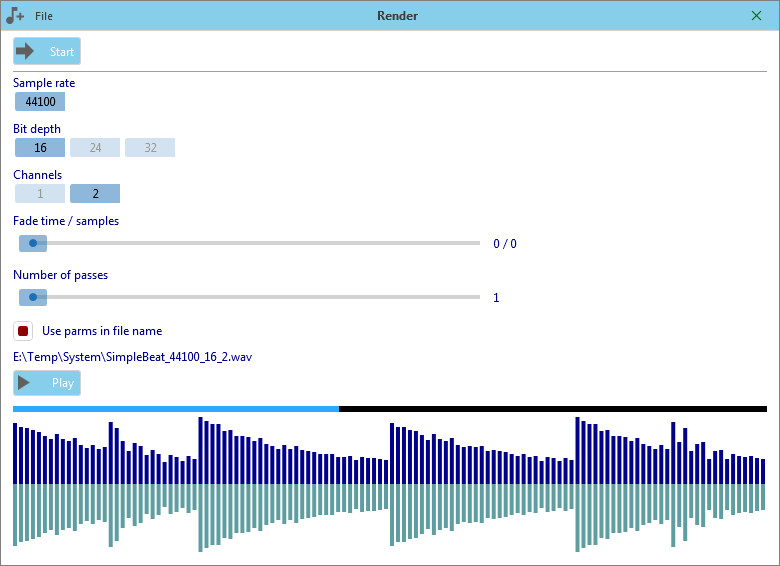 File Render
Start
Sample rate
44100
Bit depth
16 24 32
Channels
1 2
Fade time / samples
0 / 0
Number of passes
1
Use parms in file name
E:\Temp\System\SimpleBeat_44100_16_2.wav
Play